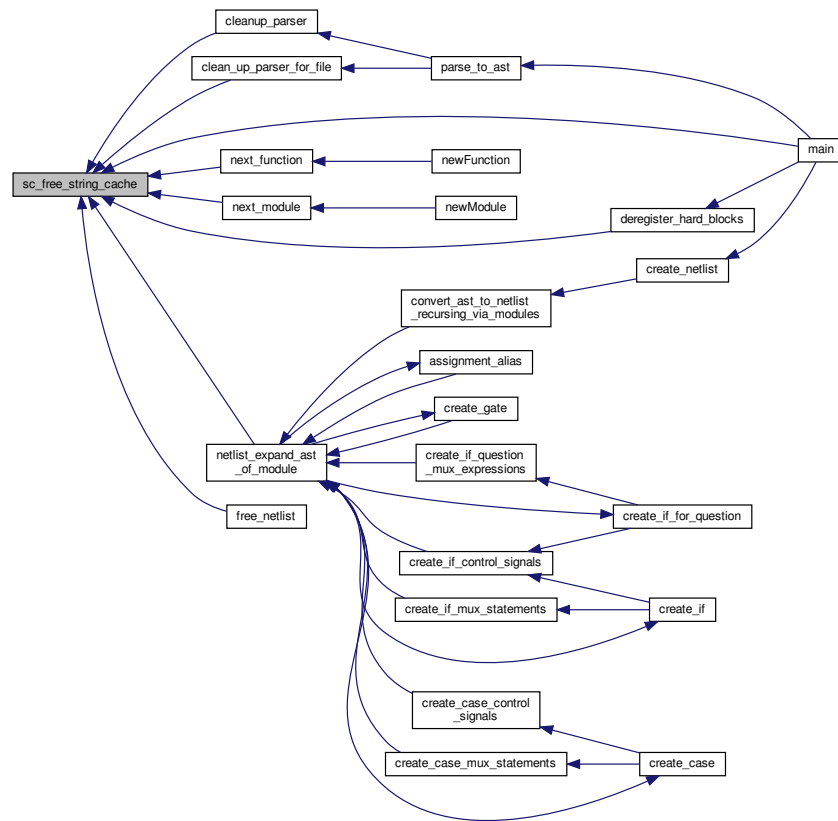 cleanup_parser
clean_up_parser_for_file
parse_to_ast
main
next_function
newFunction
sc_free_string_cache
next_module
newModule
deregister_hard_blocks
create_netlist
convert_ast_to_netlist
_recursing_via_modules
assignment_alias
create_gate
netlist_expand_ast
_of_module
create_if_question
_mux_expressions
free_netlist
create_if_for_question
create_if_control_signals
create_if_mux_statements
create_if
create_case_control
_signals
create_case_mux_statements
create_case